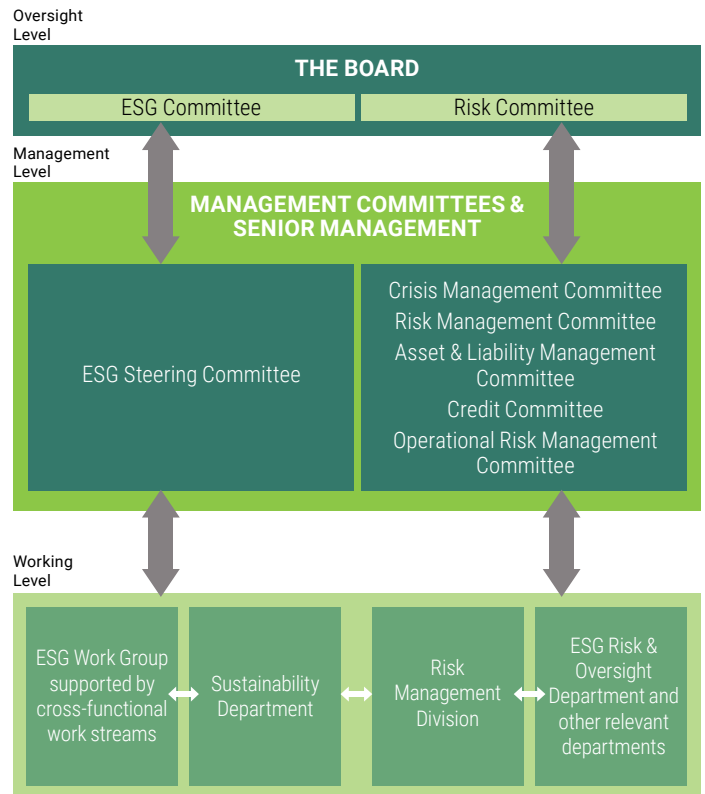 Oversight
Level
THE BOARD
ESG Committee
Risk Committee
Management
Level
MANAGEMENT COMMITTEES &
SENIOR MANAGEMENT
ESG Steering Committee
Crisis Management Committee
Risk Management Committee
Asset & Liability Management
Committee
Credit Committee
Operational Risk Management
Committee
Working
Level
ESG Work Group
supported by
cross-functional
work streams
Sustainability
Department
Risk
Management
Division
ESG Risk &
Oversight
Department and
other relevant
departments